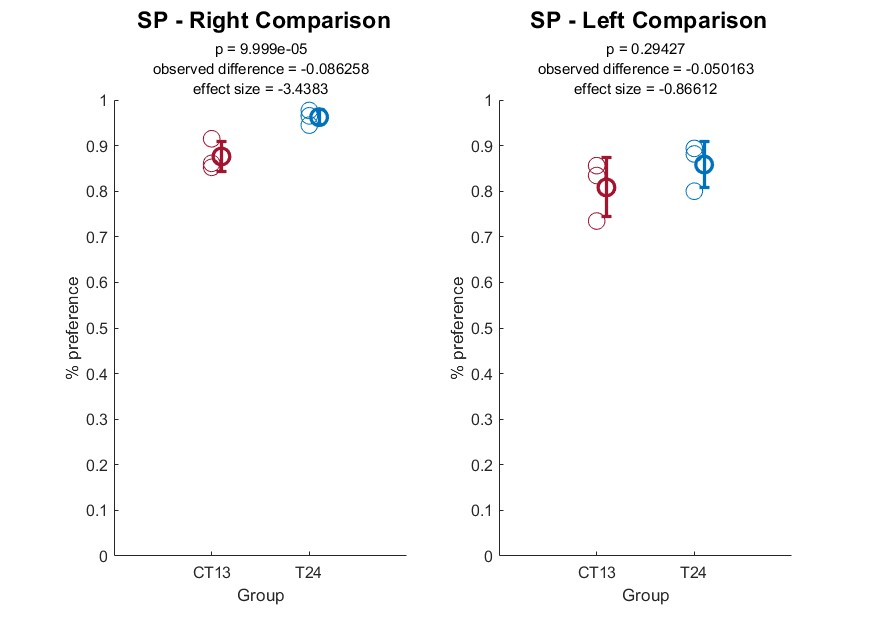 SP - Right Comparison
p = 9.999e-05
observed difference = -0.086258
effect size = -3.4383
1
0.9
0.8
0.7
0.6
0.5
0.4
0.3
0.2
0.1
0
% preference
CT13 T24
Group
SP - Left Comparison
p = 0.29427
observed difference = -0.050163
effect size = -0.86612
1
0.9
0.8
0.7
0.6
0.5
0.4
0.3
0.2
0.1
0
% preference
CT13 T24
Group